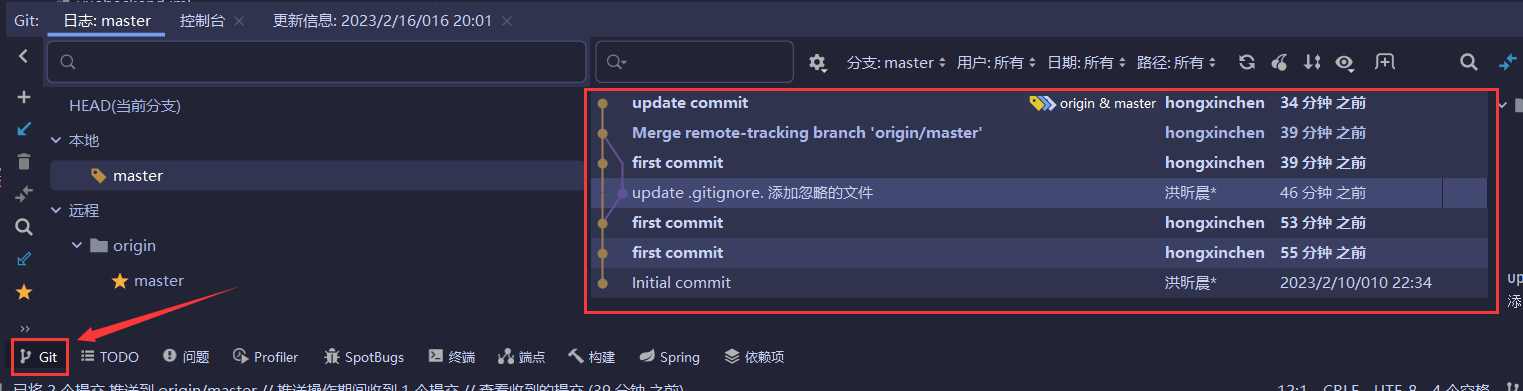 Git: 日志: master 控制台 更新信息: 2023/2/16/016 20:01
分支: master 用户: 所有 日期: 所有 路径: 所有
HEAD(当前分支)
本地
master
远程
origin
master
update commit origin & master hongxinchen 34 分钟 之前
Merge remote-tracking branch 'origin/master' hongxinchen 39 分钟 之前
first commit hongxinchen 39 分钟 之前
update .gitignore. 添加忽略的文件 洪昕晨* 46 分钟 之前
first commit hongxinchen 53 分钟 之前
first commit hongxinchen 55 分钟 之前
Initial commit 洪昕晨* 2023/2/10/010 22:34
up
添
Git TODO 问题 Profiler SpotBugs 终端 端点 构建 Spring 依赖项
已将 2 个提交 推送到 origin/master // 推送操作期间收到 1 个提交 // 查看收到的提交 (39 分钟 之前) 12:1 CRLF UTF-8 4 个空格